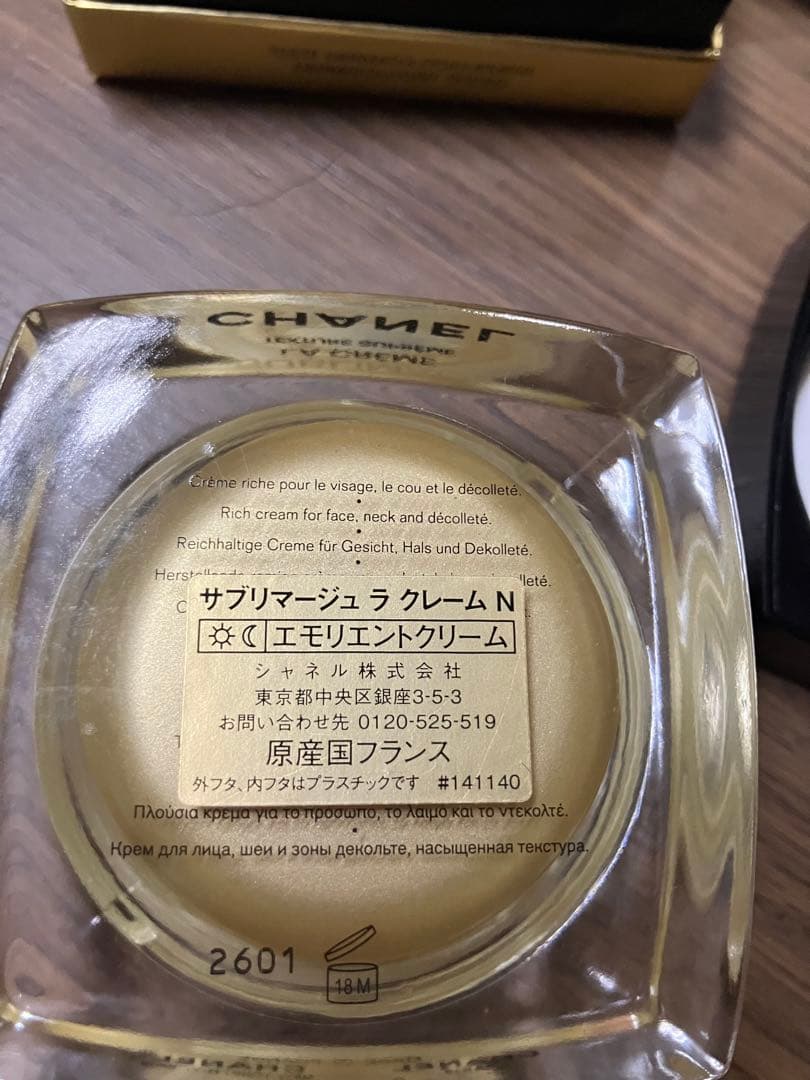 CHANEL
TEXTURE SUPRÊME
LA CRÈME
Crème riche pour le visage, le cou et le décolleté.
Rich cream for face, neck and décolleté.
Reichhaltige Creme für Gesicht, Hals und Dekolleté.
サブリマージュ ラ クレーム N
エモリエントクリーム
シャネル株式会社
東京都中央区銀座3-5-3
お問い合わせ先 0120-525-519
原産国フランス
外フタ、内フタはプラスチックです #141140
Πλούσια κρέμα για το πρόσωπο, το λαιμό και το ντεκολτέ.
Крем для лица, шеи и зоны декольте, насыщенная текстура.
2601
18M